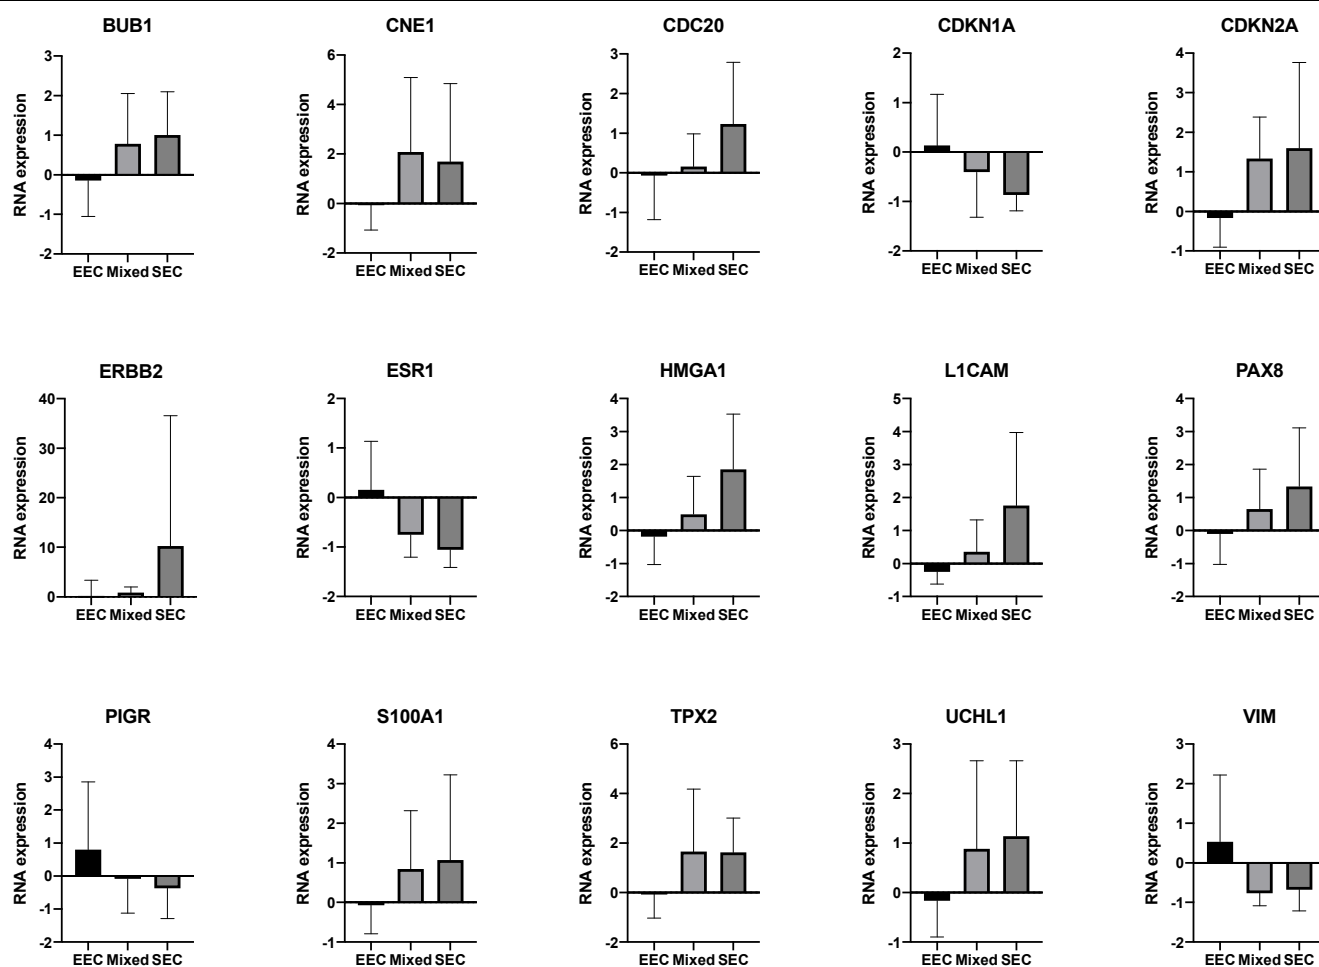 BUB1
3
2
1
0
-1
-2
RNA expression
EEC Mixed SEC
CNE1
6
4
2
0
-2
RNA expression
EEC Mixed SEC
CDC20
3
2
1
0
-1
-2
RNA expression
EEC Mixed SEC
CDKN1A
2
1
0
-1
-2
RNA expression
EEC Mixed SEC
CDKN2A
4
3
2
1
0
-1
RNA expression
EEC Mixed SEC
ERBB2
40
30
20
10
0
RNA expression
EEC Mixed SEC
ESR1
2
1
0
-1
-2
RNA expression
EEC Mixed SEC
HMGA1
4
3
2
1
0
-1
-2
RNA expression
EEC Mixed SEC
L1CAM
5
4
3
2
1
0
-1
RNA expression
EEC Mixed SEC
PAX8
4
3
2
1
0
-1
-2
RNA expression
EEC Mixed SEC
PIGR
4
3
2
1
0
-1
-2
RNA expression
EEC Mixed SEC
S100A1
4
3
2
1
0
-1
RNA expression
EEC Mixed SEC
TPX2
6
4
2
0
-2
RNA expression
EEC Mixed SEC
UCHL1
3
2
1
0
-1
RNA expression
EEC Mixed SEC
VIM
3
2
1
0
-1
-2
RNA expression
EEC Mixed SEC